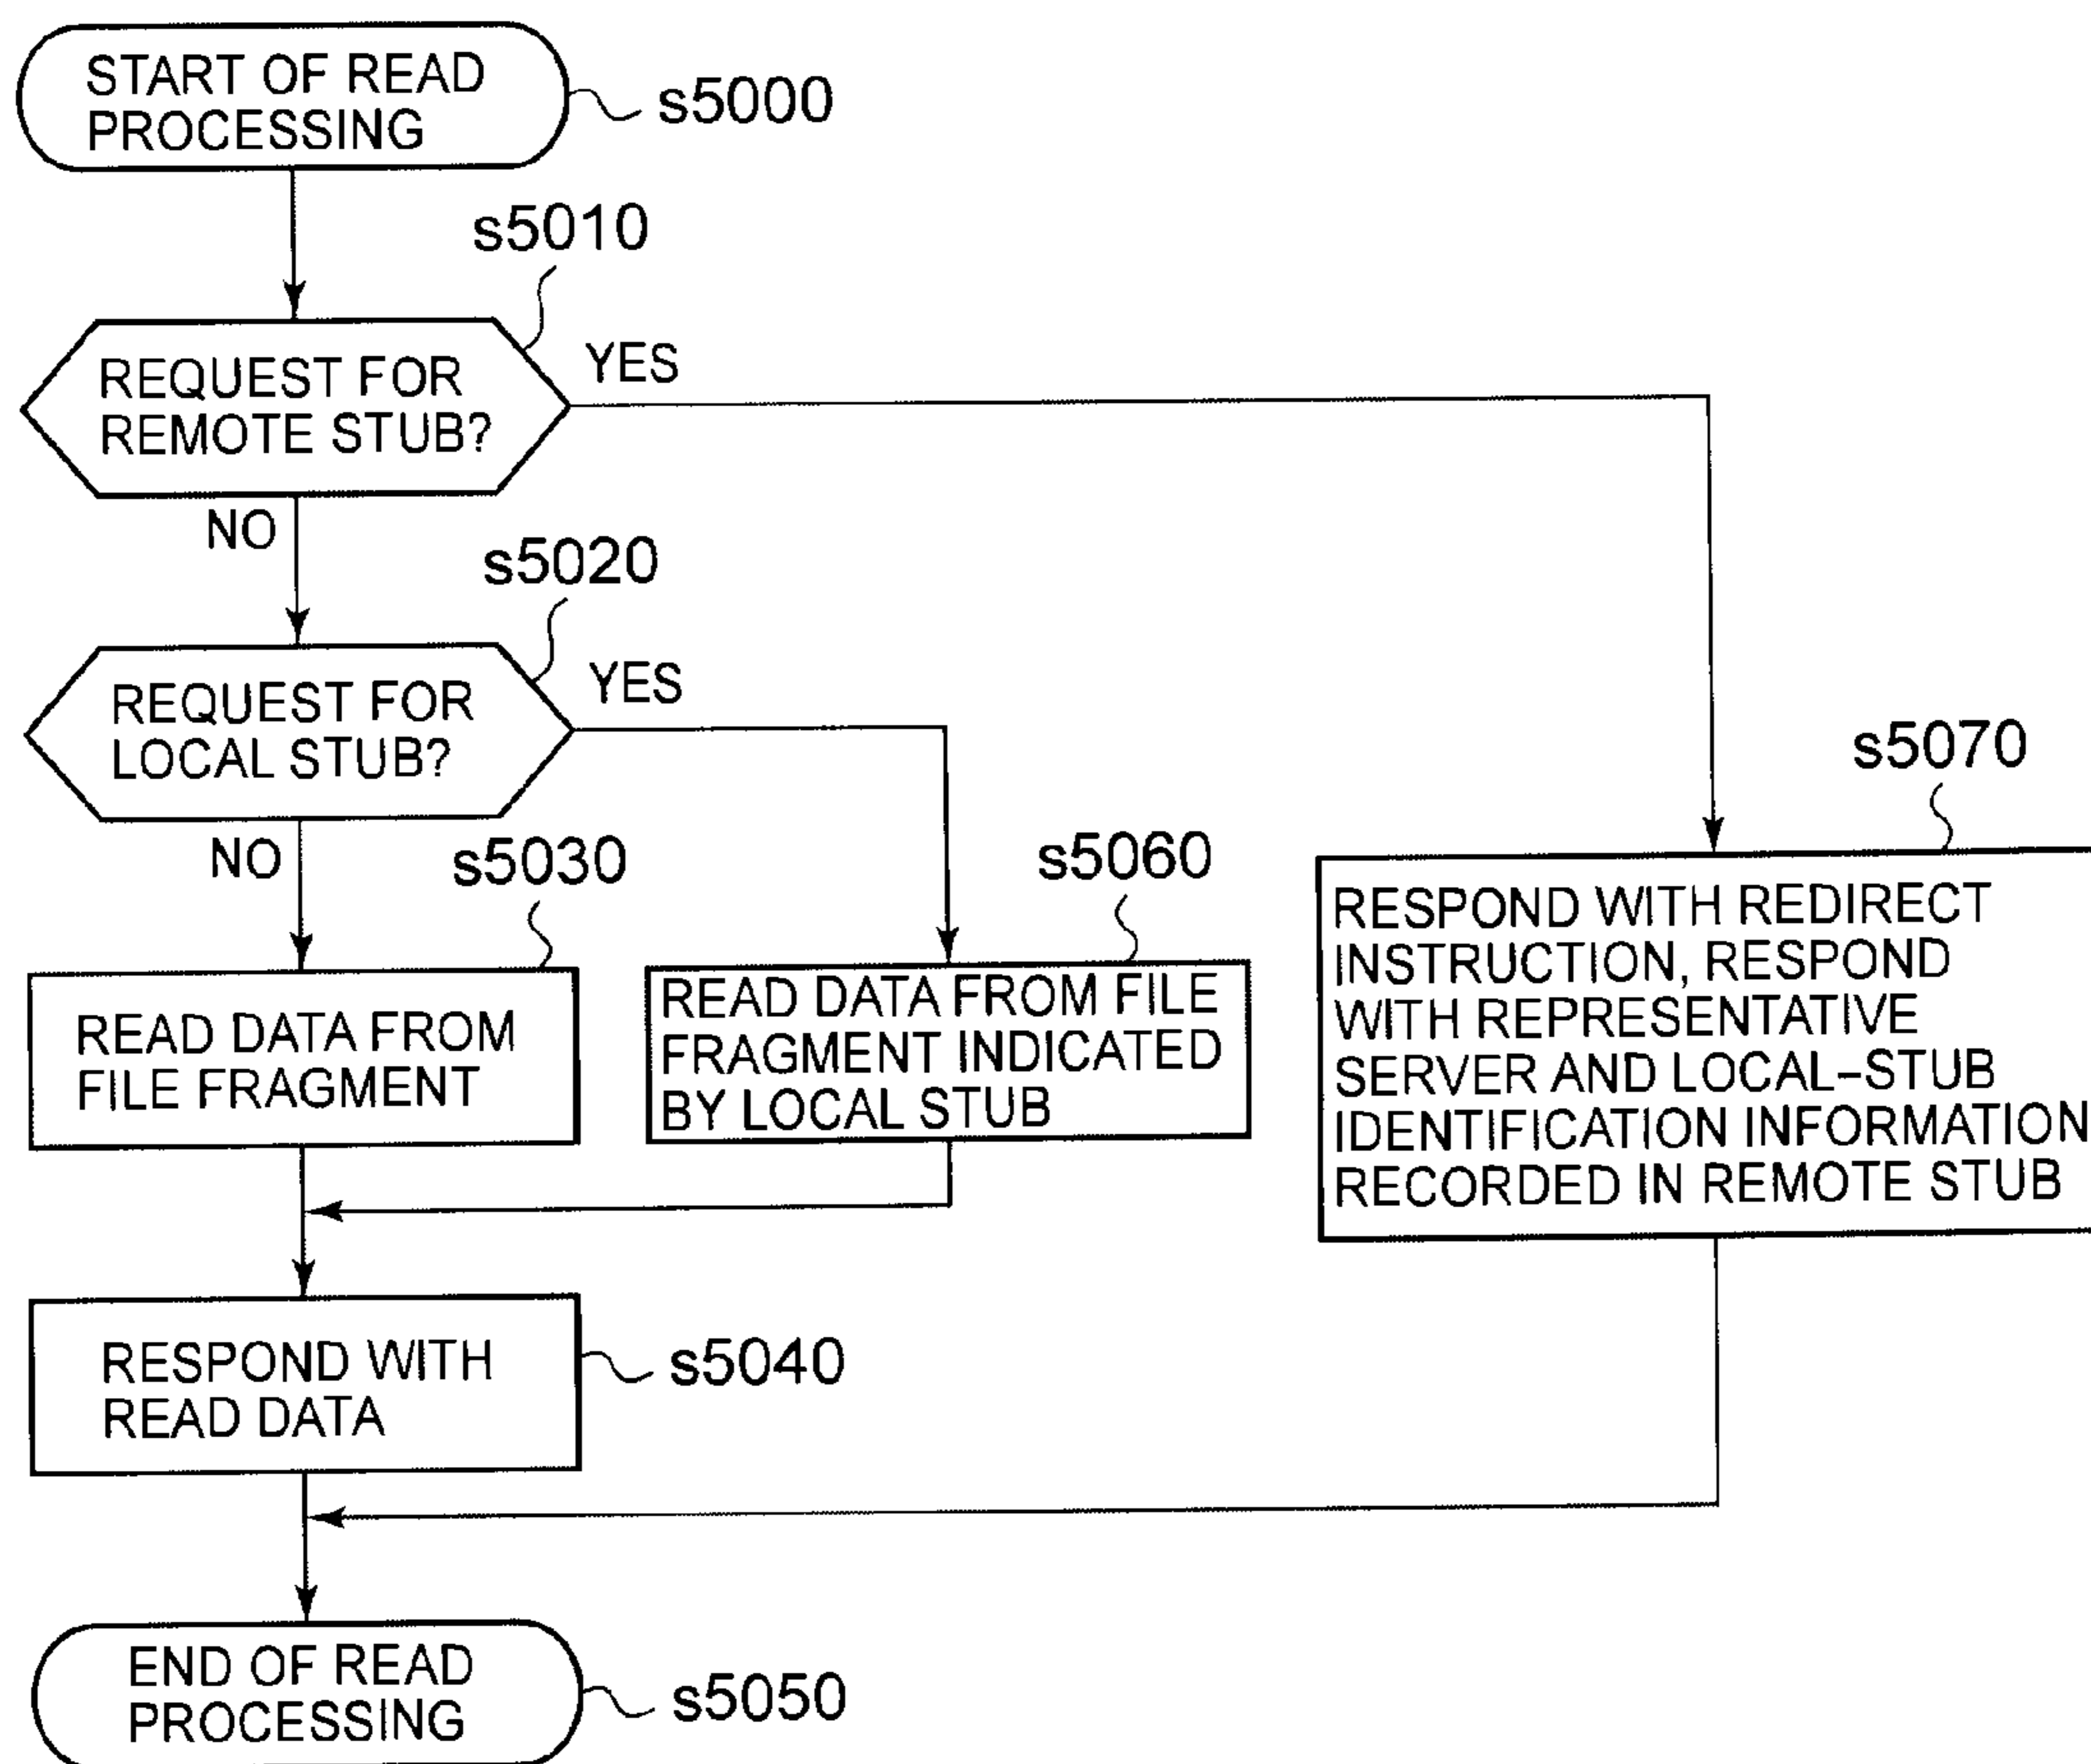 START OF READ
PROCESSING
s5000
s5010
REQUEST FOR
REMOTE STUB?
YES
NO
s5020
REQUEST FOR
LOCAL STUB?
YES
NO
s5030
READ DATA FROM
FILE FRAGMENT
s5060
READ DATA FROM FILE
FRAGMENT INDICATED
BY LOCAL STUB
s5070
RESPOND WITH REDIRECT
INSTRUCTION, RESPOND
WITH REPRESENTATIVE
SERVER AND LOCAL–STUB
IDENTIFICATION INFORMATION
RECORDED IN REMOTE STUB
RESPOND WITH
READ DATA
s5040
END OF READ
PROCESSING
s5050